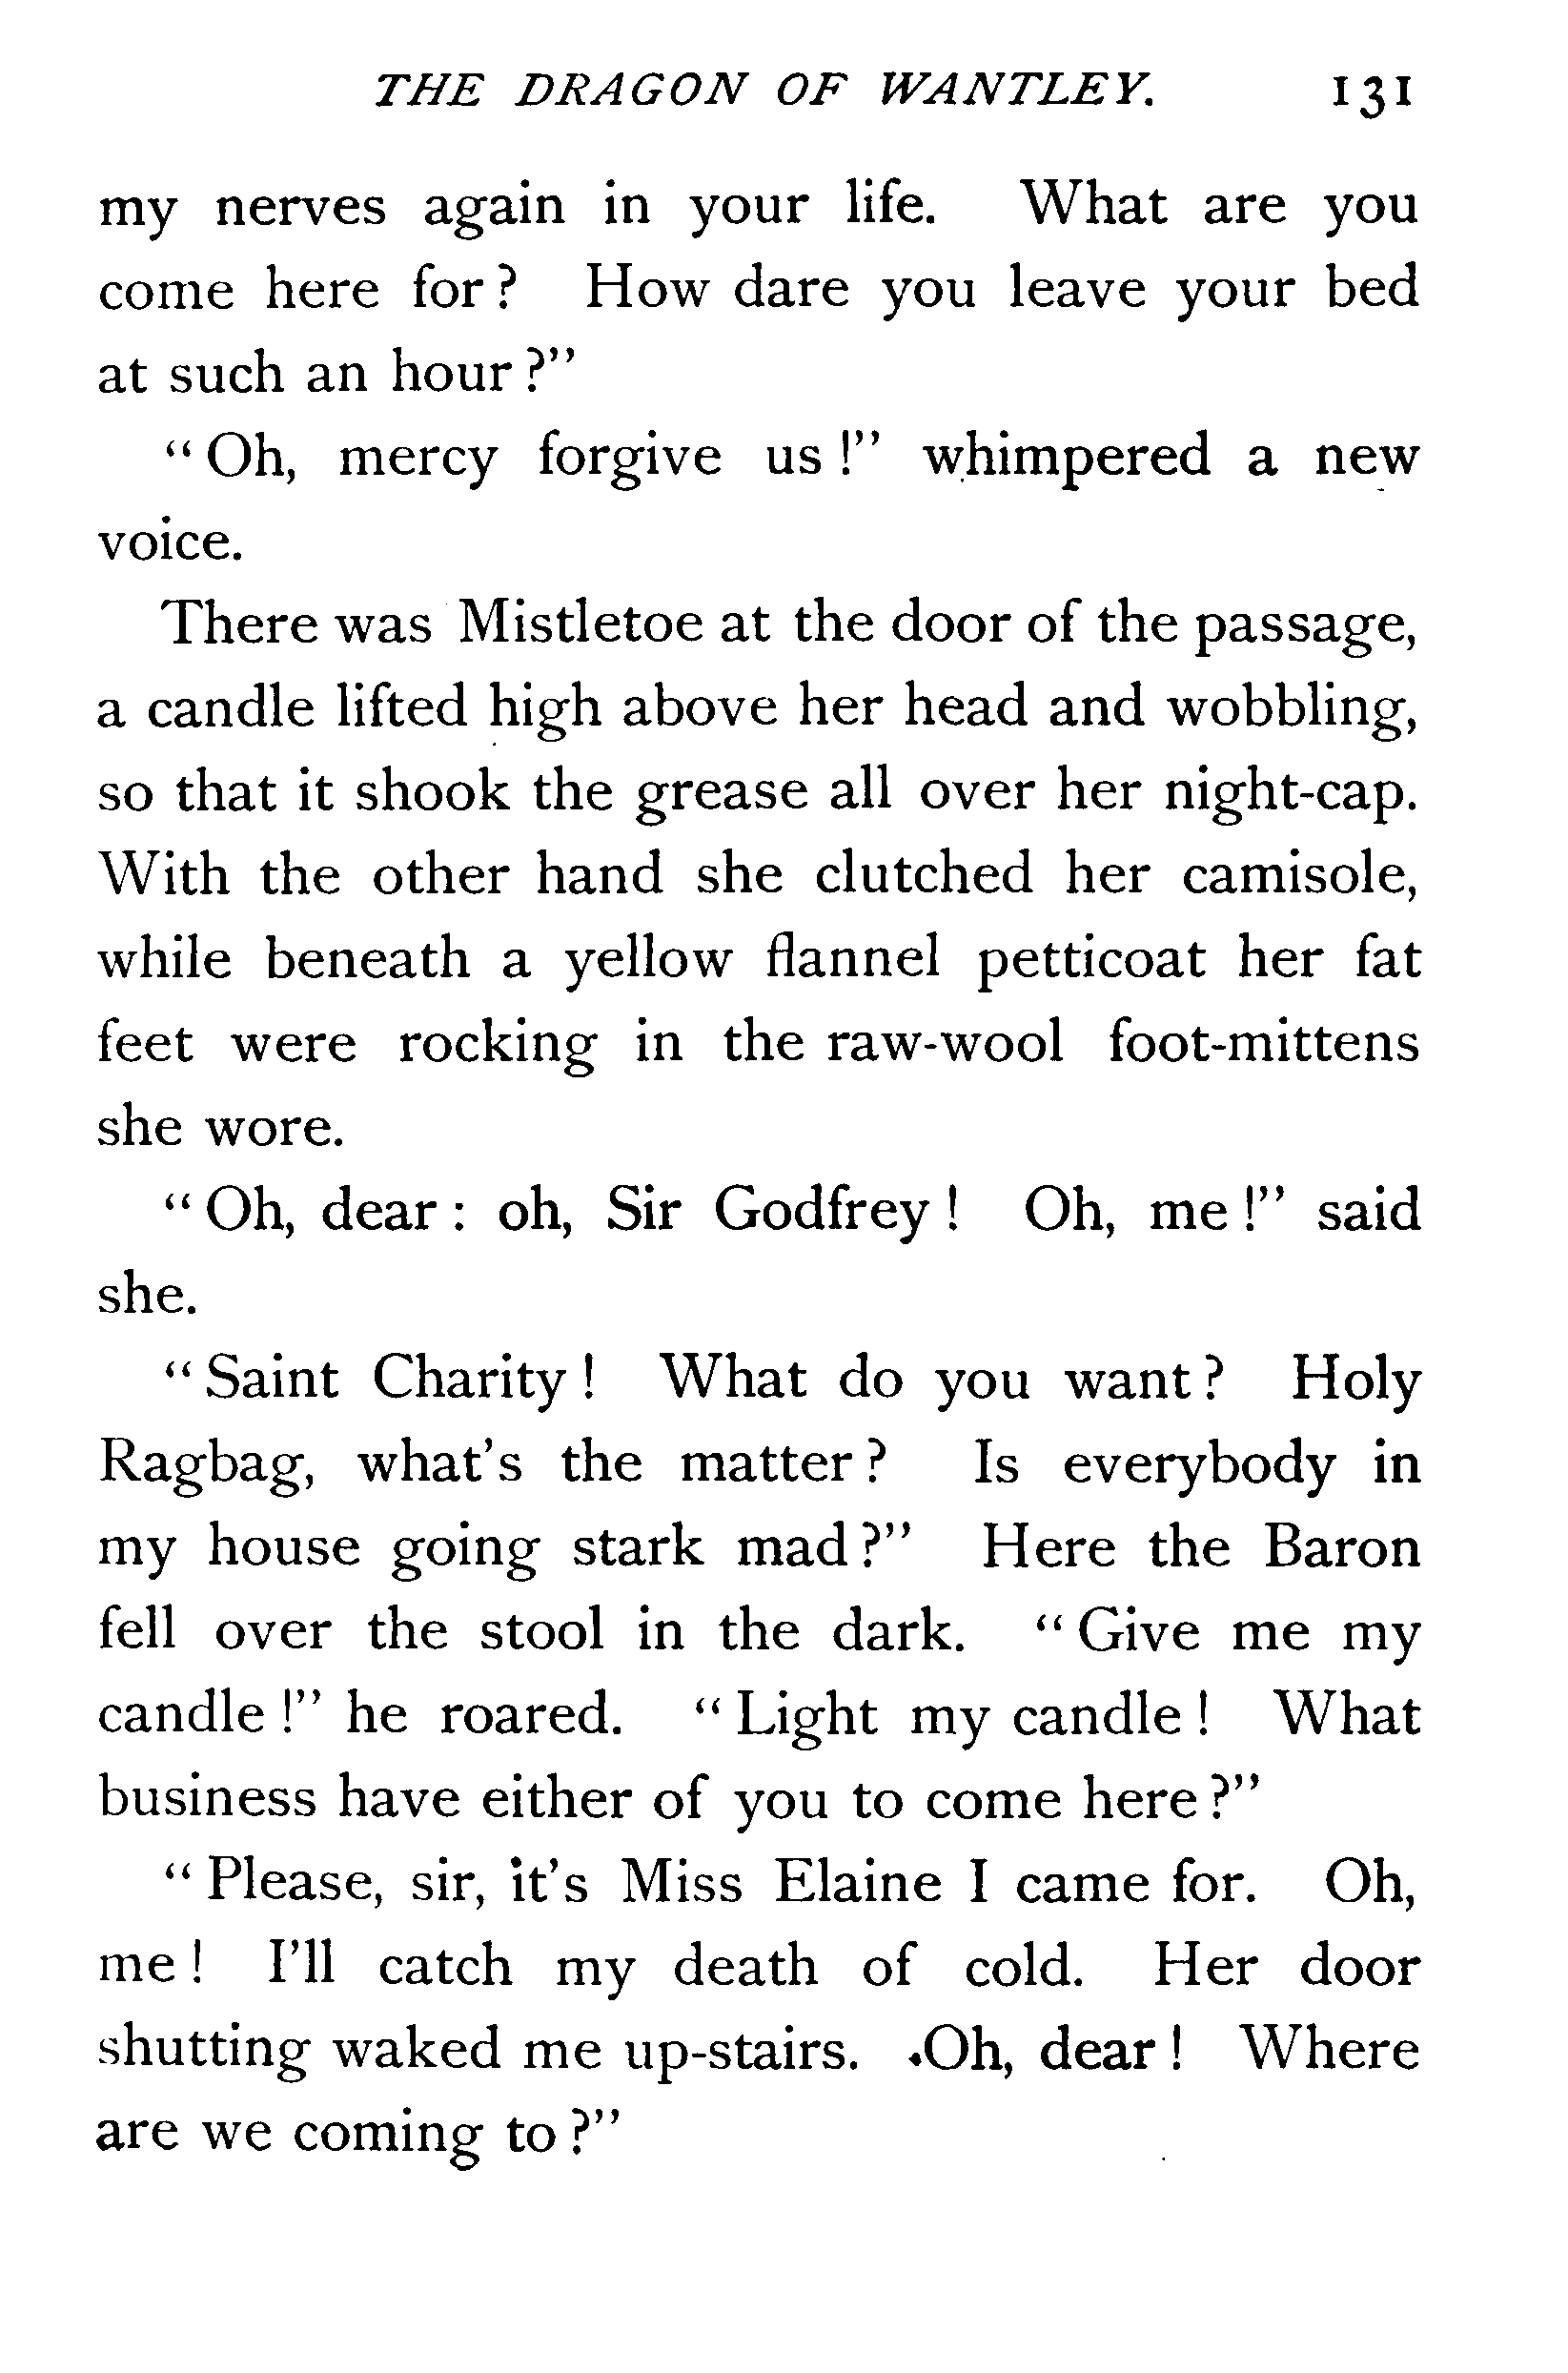 THE DRAGON OF WANTLEY. 131
my nerves again in your life. What are you
come here for? How dare you leave your bed
at such an hour?"
"Oh, mercy forgive us!" whimpered a new
voice.
There was Mistletoe at the door of the passage,
a candle lifted high above her head and wobbling,
so that it shook the grease all over her night-cap.
With the other hand she clutched her camisole,
while beneath a yellow flannel petticoat her fat
feet were rocking in the raw-wool foot-mittens
she wore.
"Oh, dear: oh, Sir Godfrey! Oh, me!" said
she.
"Saint Charity! What do you want? Holy
Ragbag, what's the matter? Is everybody in
my house going stark mad?" Here the Baron
fell over the stool in the dark. "Give me my
candle!" he roared. "Light my candle! What
business have either of you to come here?"
"Please, sir, it's Miss Elaine I came for. Oh,
me! I'll catch my death of cold. Her door
shutting waked me up-stairs. Oh, dear! Where
are we coming to?"